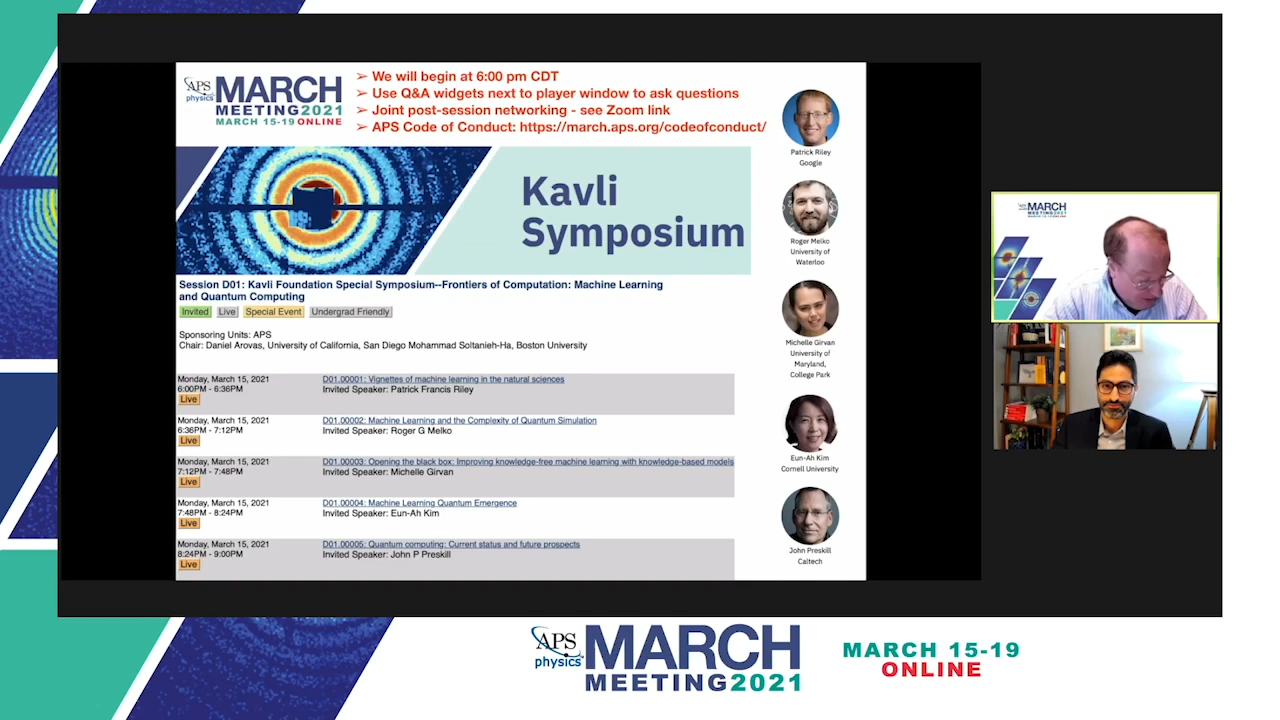 APS
physics
MARCH
MEETING2021
MARCH 15-19 ONLINE
➢ We will begin at 6:00 pm CDT
➢ Use Q&A widgets next to player window to ask questions
➢ Joint post-session networking - see Zoom link
➢ APS Code of Conduct: https://march.aps.org/codeofconduct/
Kavli
Symposium
Session D01: Kavli Foundation Special Symposium--Frontiers of Computation: Machine Learning
and Quantum Computing
Invited Live Special Event Undergrad Friendly
Sponsoring Units: APS
Chair: Daniel Arovas, University of California, San Diego Mohammad Soltanieh-Ha, Boston University
Monday, March 15, 2021
6:00PM - 6:36PM
Live
D01.00001: Vignettes of machine learning in the natural sciences
Invited Speaker: Patrick Francis Riley
Monday, March 15, 2021
6:36PM - 7:12PM
Live
D01.00002: Machine Learning and the Complexity of Quantum Simulation
Invited Speaker: Roger G Melko
Monday, March 15, 2021
7:12PM - 7:48PM
Live
D01.00003: Opening the black box: Improving knowledge-free machine learning with knowledge-based models
Invited Speaker: Michelle Girvan
Monday, March 15, 2021
7:48PM - 8:24PM
Live
D01.00004: Machine Learning Quantum Emergence
Invited Speaker: Eun-Ah Kim
Monday, March 15, 2021
8:24PM - 9:00PM
Live
D01.00005: Quantum computing: Current status and future prospects
Invited Speaker: John P Preskill
Patrick Riley
Google
Roger Melko
University of
Waterloo
Michelle Girvan
University of
Maryland,
College Park
Eun-Ah Kim
Cornell University
John Preskill
Caltech
MARCH
MEETING2021
APS
physics
MARCH
MEETING2021
MARCH 15-19
ONLINE